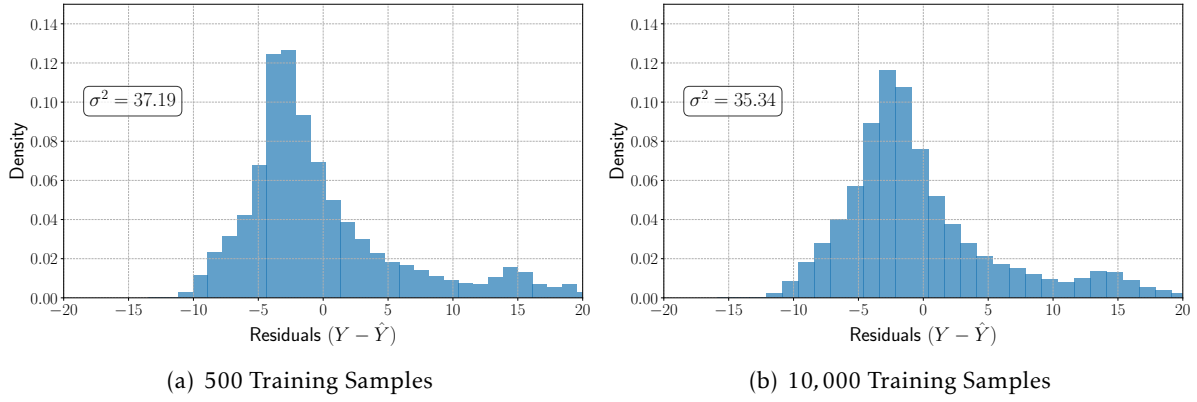 0.14
0.12
0.10
0.08
0.06
0.04
0.02
0.00
Density
σ² = 37.19
−20 −15 −10 −5 0 5 10 15 20
Residuals (Y − Ŷ)
(a) 500 Training Samples
0.14
0.12
0.10
0.08
0.06
0.04
0.02
0.00
Density
σ² = 35.34
−20 −15 −10 −5 0 5 10 15 20
Residuals (Y − Ŷ)
(b) 10,000 Training Samples